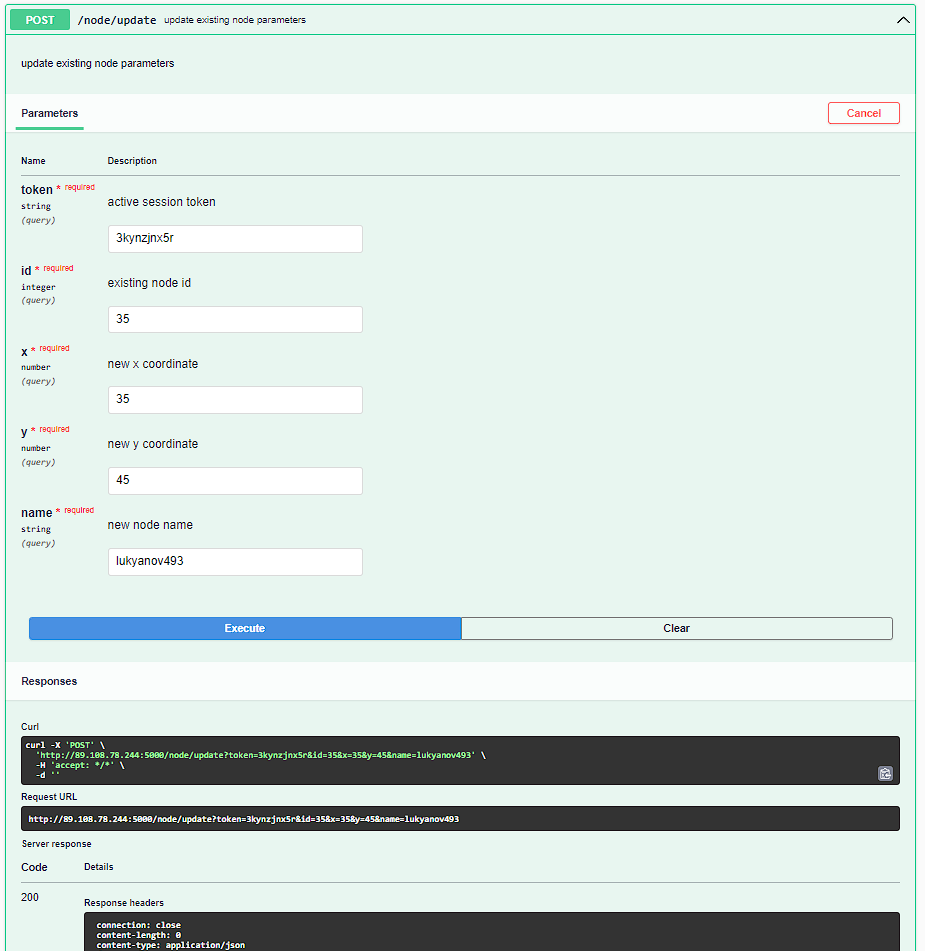 POST /node/update update existing node parameters
update existing node parameters
Parameters
Cancel
Name Description
token * required
string
(query)
active session token
3kynzjnx5r
id * required
integer
(query)
existing node id
35
x * required
number
(query)
new x coordinate
35
y * required
number
(query)
new y coordinate
45
name * required
string
(query)
new node name
lukyanov493
Execute Clear
Responses
Curl
curl -X 'POST' \
'http://89.108.78.244:5000/node/update?token=3kynzjnx5r&id=35&x=35&y=45&name=lukyanov493' \
-H 'accept: */*' \
-d ''
Request URL
http://89.108.78.244:5000/node/update?token=3kynzjnx5r&id=35&x=35&y=45&name=lukyanov493
Server response
Code Details
200
Response headers
connection: close
content-length: 0
content-type: application/json